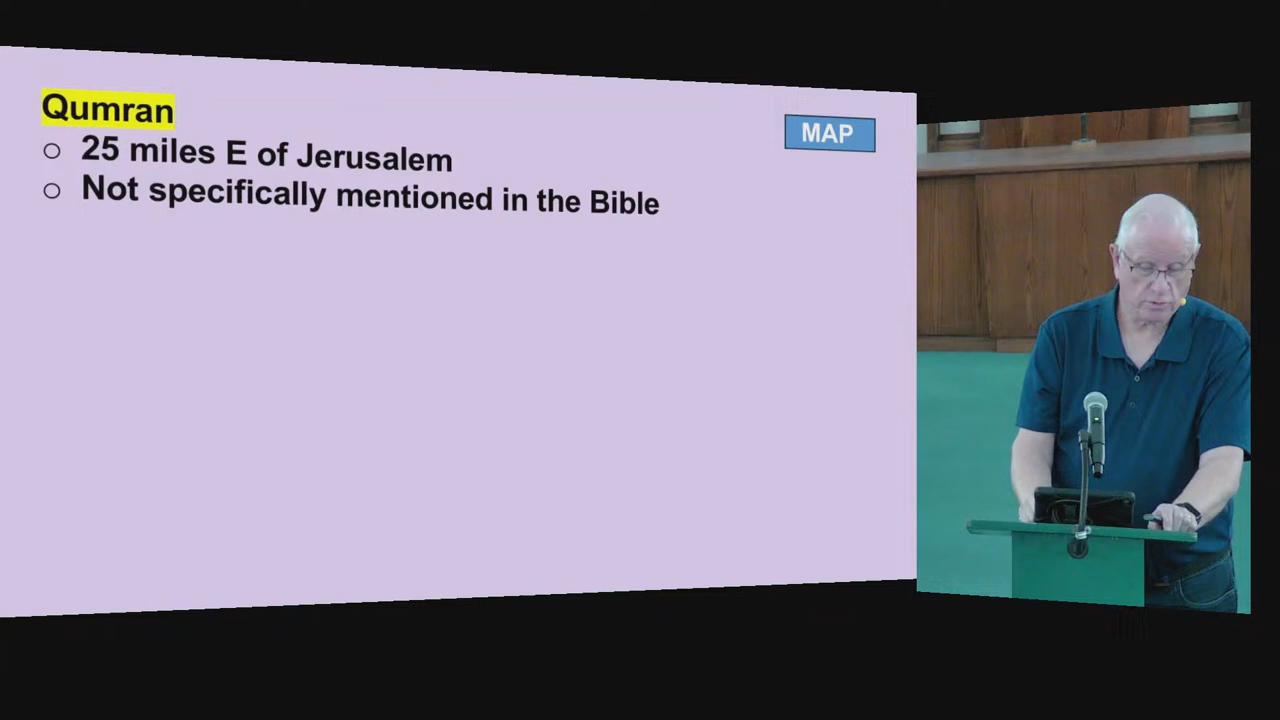 Qumran
MAP
○ 25 miles E of Jerusalem
○ Not specifically mentioned in the Bible